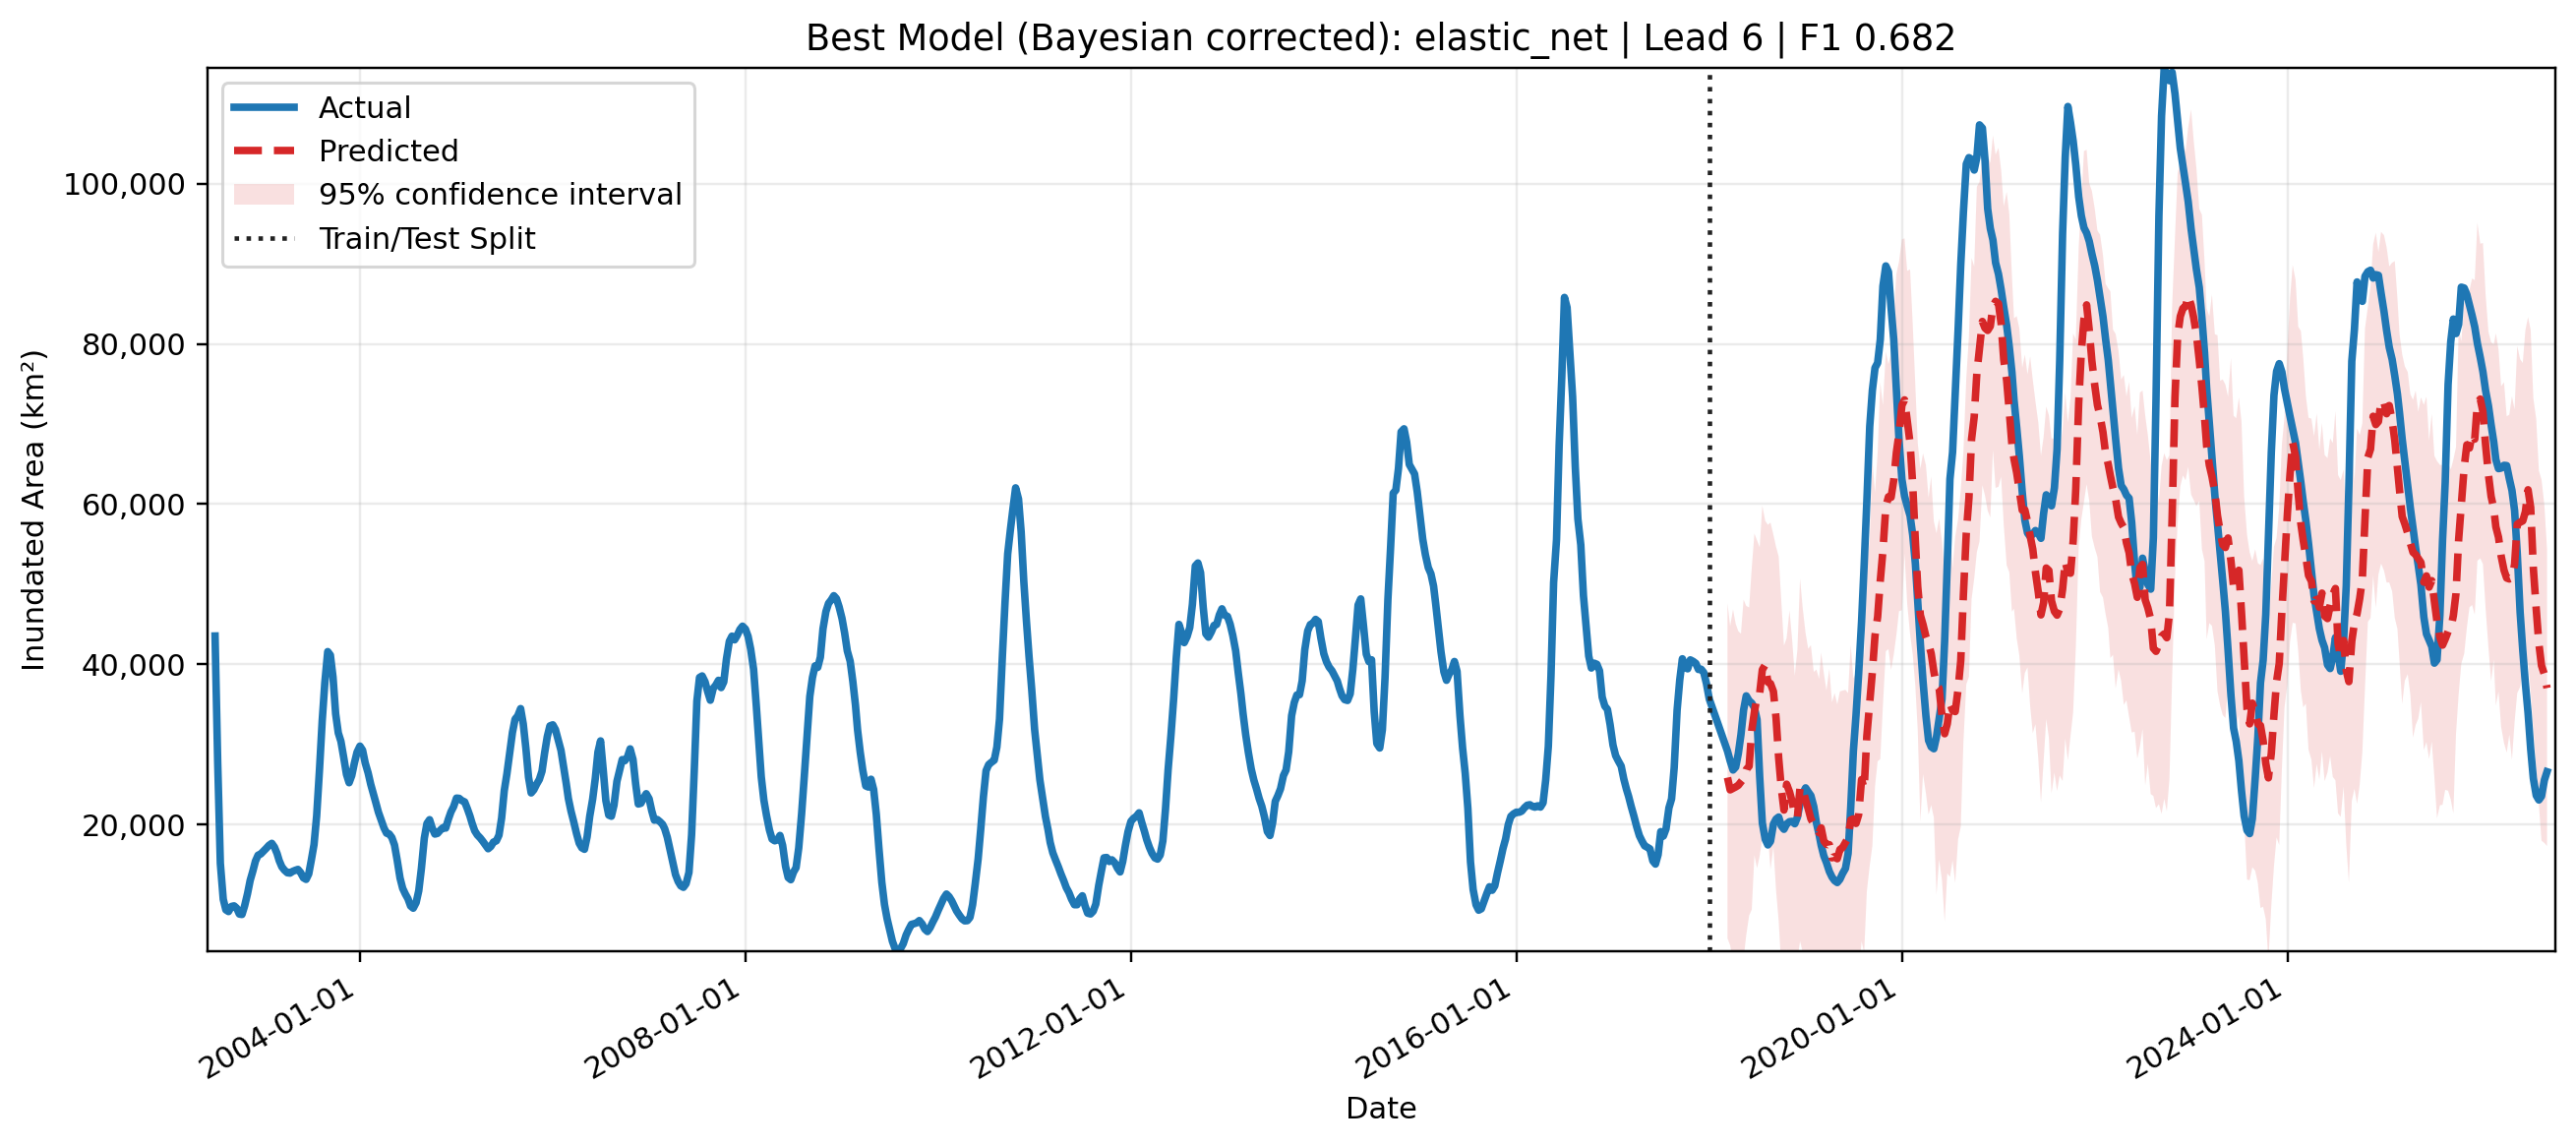 Best Model (Bayesian corrected): elastic_net | Lead 6 | F1 0.682
Actual
Predicted
95% confidence interval
Train/Test Split
Inundated Area (km²)
100,000
80,000
60,000
40,000
20,000
2004-01-01
2008-01-01
2012-01-01
2016-01-01
2020-01-01
2024-01-01
Date